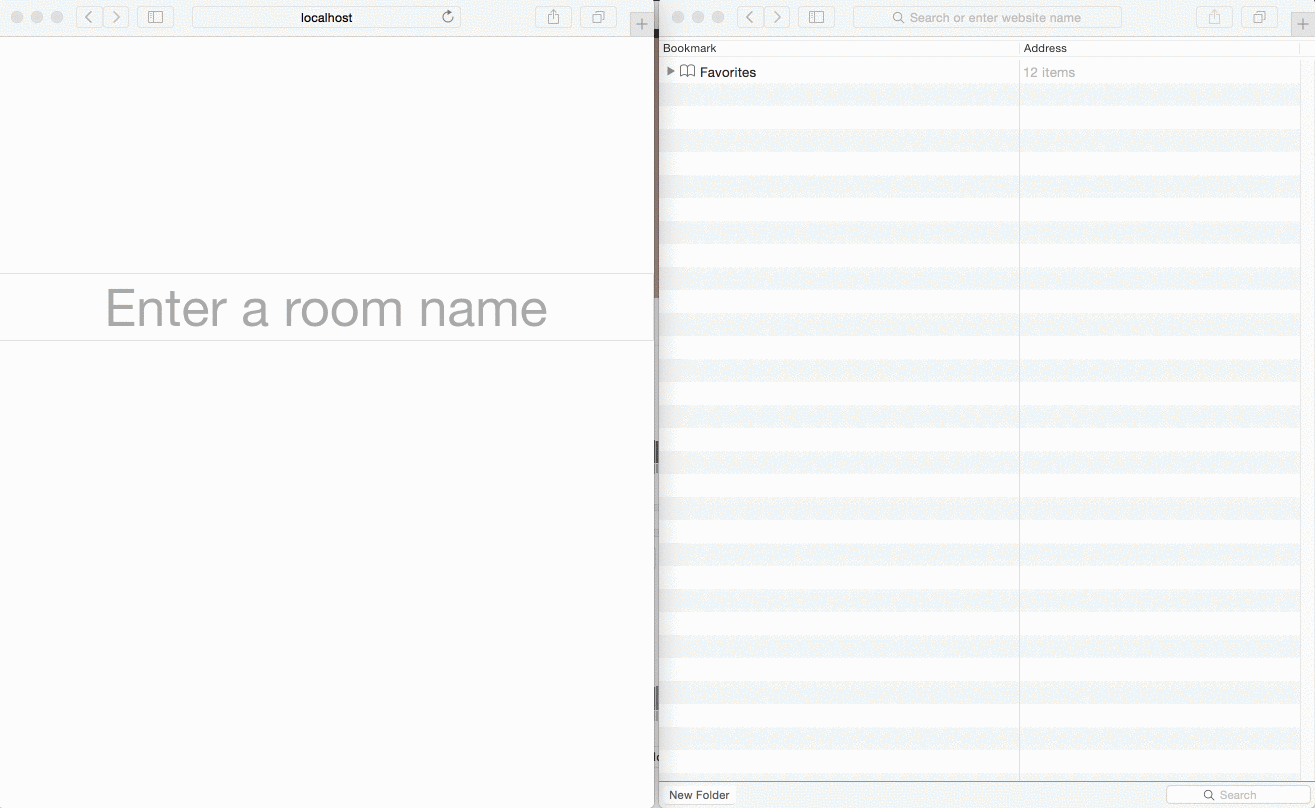 localhost
Enter a room name
Search or enter website name
Bookmark Address
Favorites 12 items
New Folder Search